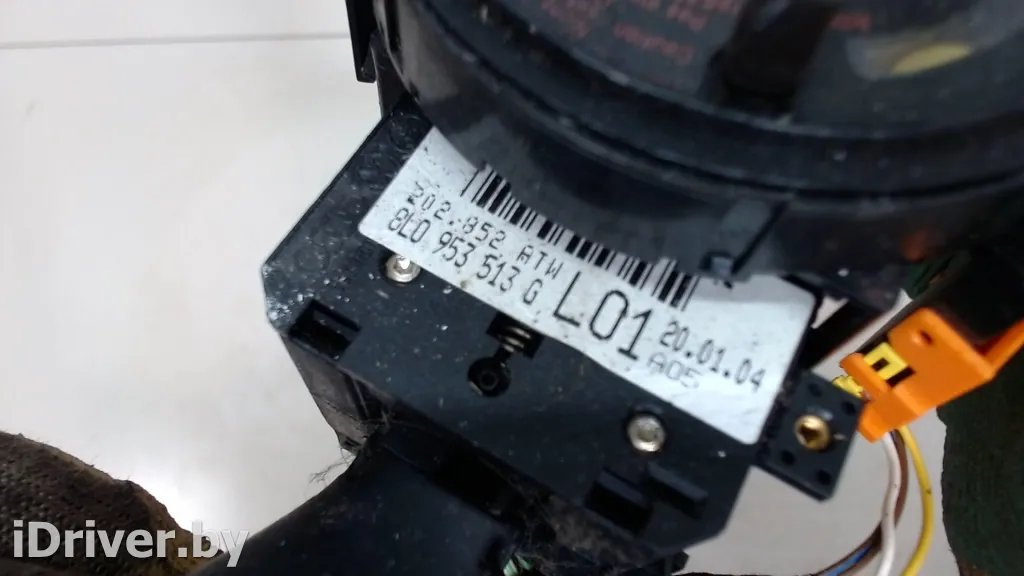 202.852 ATW
8L0 953 513 G
L01
20.01.04
A05
iDriver.by